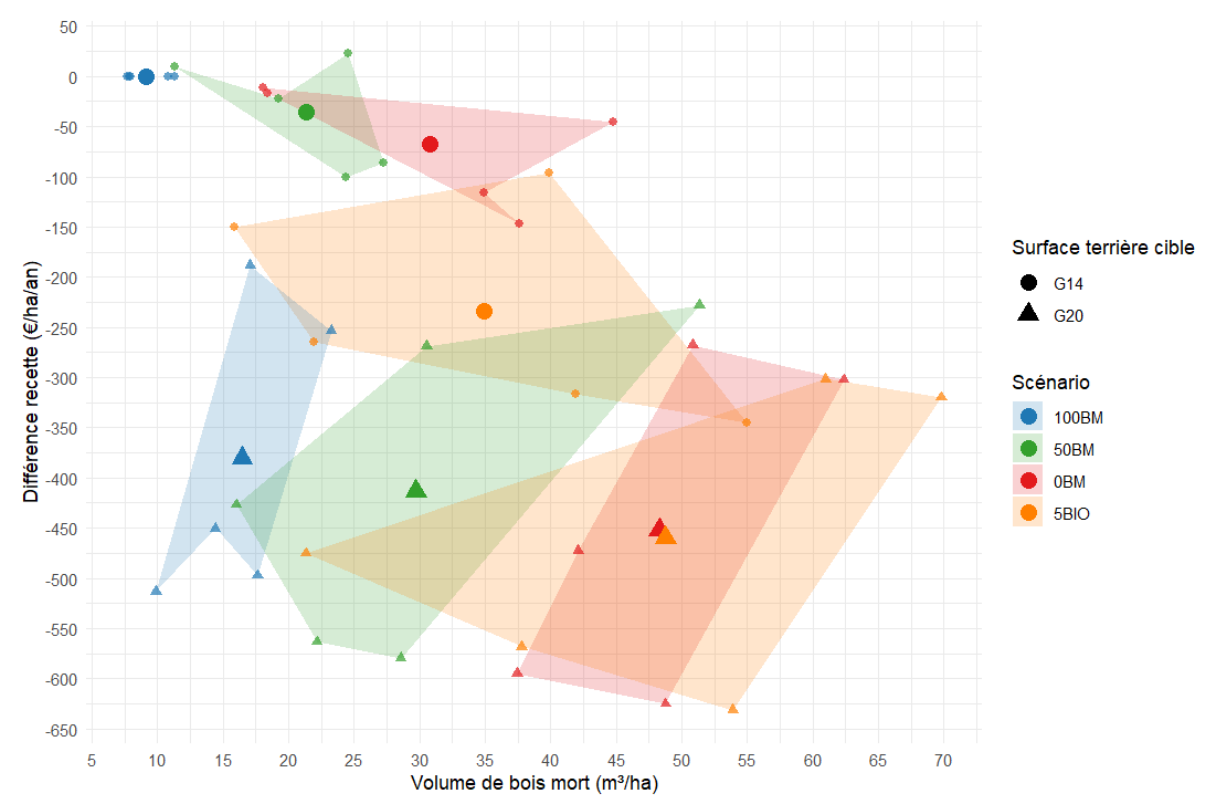 50
0
-50
-100
-150
-200
-250
-300
-350
-400
-450
-500
-550
-600
-650
Différence recette (€/ha/an)
5 10 15 20 25 30 35 40 45 50 55 60 65 70
Volume de bois mort (m³/ha)
Surface terrière cible
G14
G20
Scénario
100BM
50BM
0BM
5BIO